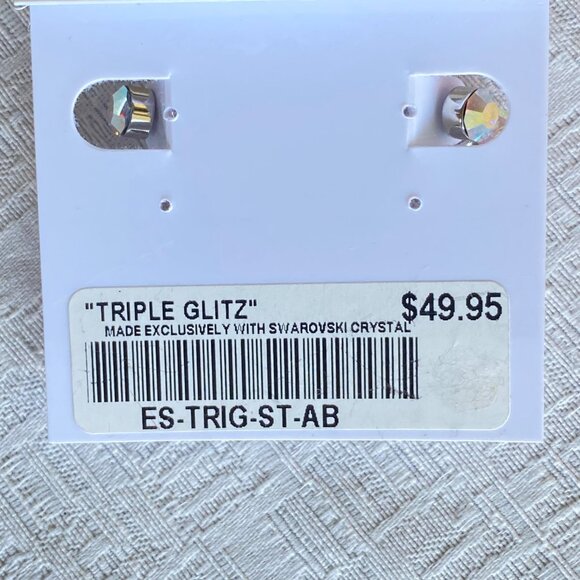 "TRIPLE GLITZ" $49.95
MADE EXCLUSIVELY WITH SWAROVSKI CRYSTAL
ES-TRIG-ST-AB